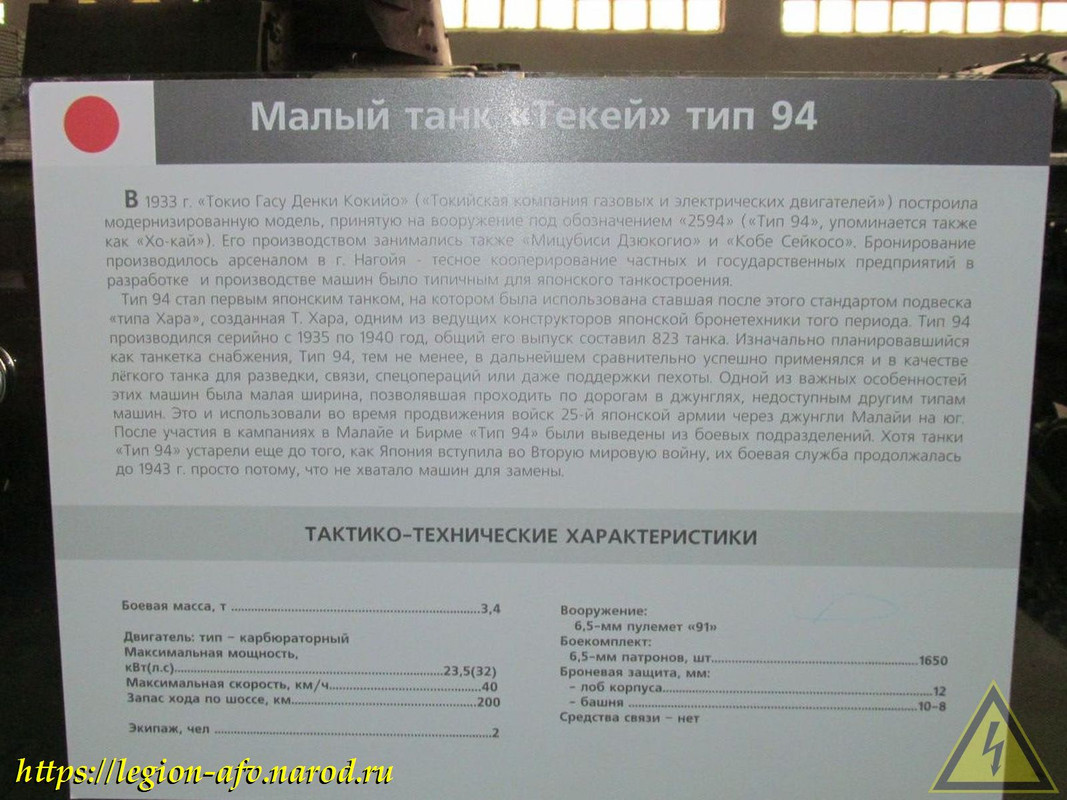 Малый танк «Текей» тип 94
В 1933 г. «Токио Гасу Денки Кокийо» («Токийская компания газовых и электрических двигателей») построила
модернизированную модель, принятую на вооружение под обозначением «2594» («Тип 94», упоминается также
как «Хо-кай»). Его производством занимались также «Мицубиси Дзюкогио» и «Кобе Сейкосо». Бронирование
производилось арсеналом в г. Нагойя - тесное кооперирование частных и государственных предприятий в
разработке и производстве машин было типичным для японского танкостроения.
Тип 94 стал первым японским танком, на котором была использована ставшая после этого стандартом подвеска
«типа Хара», созданная Т. Хара, одним из ведущих конструкторов японской бронетехники того периода. Тип 94
производился серийно с 1935 по 1940 год, общий его выпуск составил 823 танка. Изначально планировавшийся
как танкетка снабжения, Тип 94, тем не менее, в дальнейшем сравнительно успешно применялся и в качестве
лёгкого танка для разведки, связи, спецопераций или даже поддержки пехоты. Одной из важных особенностей
этих машин была малая ширина, позволявшая проходить по дорогам в джунглях, недоступным другим типам
машин. Это и использовали во время продвижения войск 25-й японской армии через джунгли Малайи на юг.
После участия в кампаниях в Малайе и Бирме «Тип 94» были выведены из боевых подразделений. Хотя танки
«Тип 94» устарели еще до того, как Япония вступила во Вторую мировую войну, их боевая служба продолжалась
до 1943 г. просто потому, что не хватало машин для замены.
ТАКТИКО-ТЕХНИЧЕСКИЕ ХАРАКТЕРИСТИКИ
Боевая масса, т ...3,4
Двигатель: тип – карбюраторный
Максимальная мощность,
кВт(л.с)...23,5(32)
Максимальная скорость, км/ч...40
Запас хода по шоссе, км...200
Экипаж, чел ...2
Вооружение:
6,5-мм пулемет «91»
Боекомплект:
6,5-мм патронов, шт...1650
Броневая защита, мм:
– лоб корпуса...12
– башня ...10-8
Средства связи – нет
https://legion-afv.narod.ru